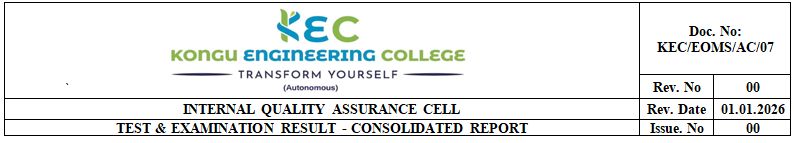 KEC
KONGU ENGINEERING COLLEGE
TRANSFORM YOURSELF
(Autonomous)
`
Doc. No:
KEC/EOMS/AC/07
Rev. No 00
INTERNAL QUALITY ASSURANCE CELL Rev. Date 01.01.2026
TEST & EXAMINATION RESULT - CONSOLIDATED REPORT Issue. No 00